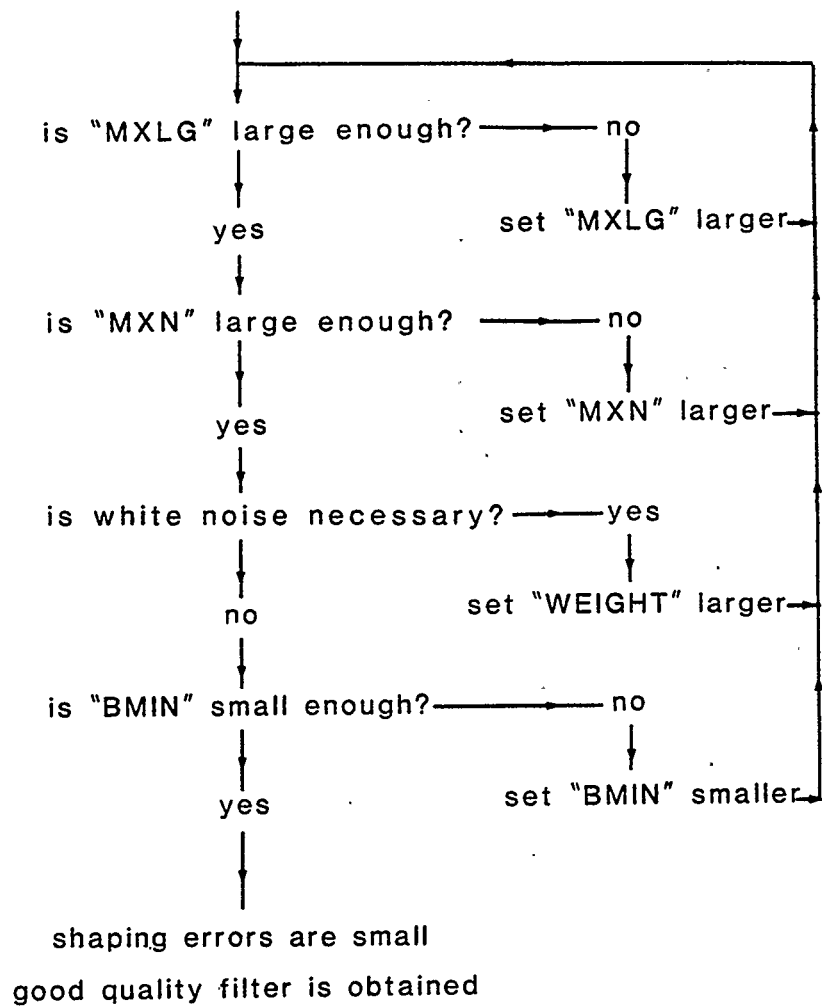 is "MXLG" large enough?
no
yes
set "MXLG" larger
is "MXN" large enough?
no
yes
set "MXN" larger
is white noise necessary?
yes
no
set "WEIGHT" larger
is "BMIN" small enough?
no
yes
set "BMIN" smaller
shaping errors are small
good quality filter is obtained